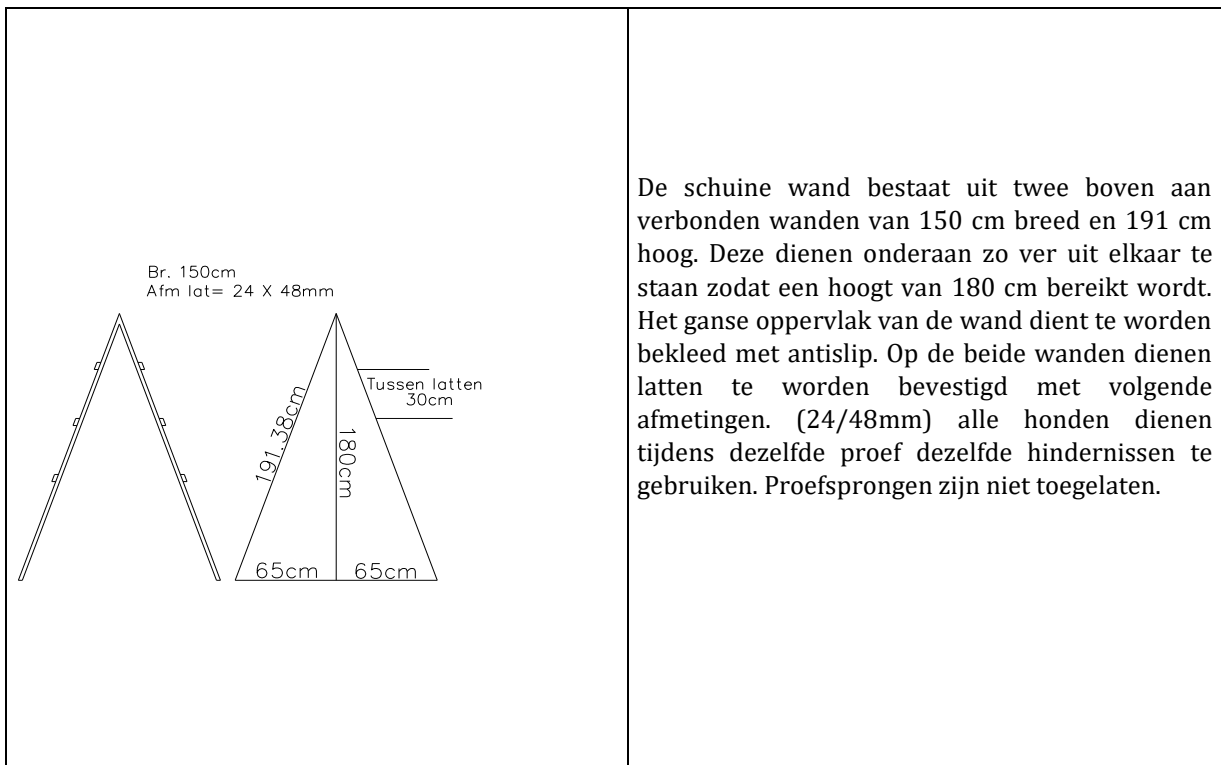 Br. 150cm
Afm lat= 24 X 48mm
Tussen latten
30cm
191.38cm
180cm
65cm
65cm
De schuine wand bestaat uit twee boven aan
verbonden wanden van 150 cm breed en 191 cm
hoog. Deze dienen onderaan zo ver uit elkaar te
staan zodat een hoogt van 180 cm bereikt wordt.
Het ganse oppervlak van de wand dient te worden
bekleed met antislip. Op de beide wanden dienen
latten te worden bevestigd met volgende
afmetingen. (24/48mm) alle honden dienen
tijdens dezelfde proef dezelfde hindernissen te
gebruiken. Proefsprongen zijn niet toegelaten.